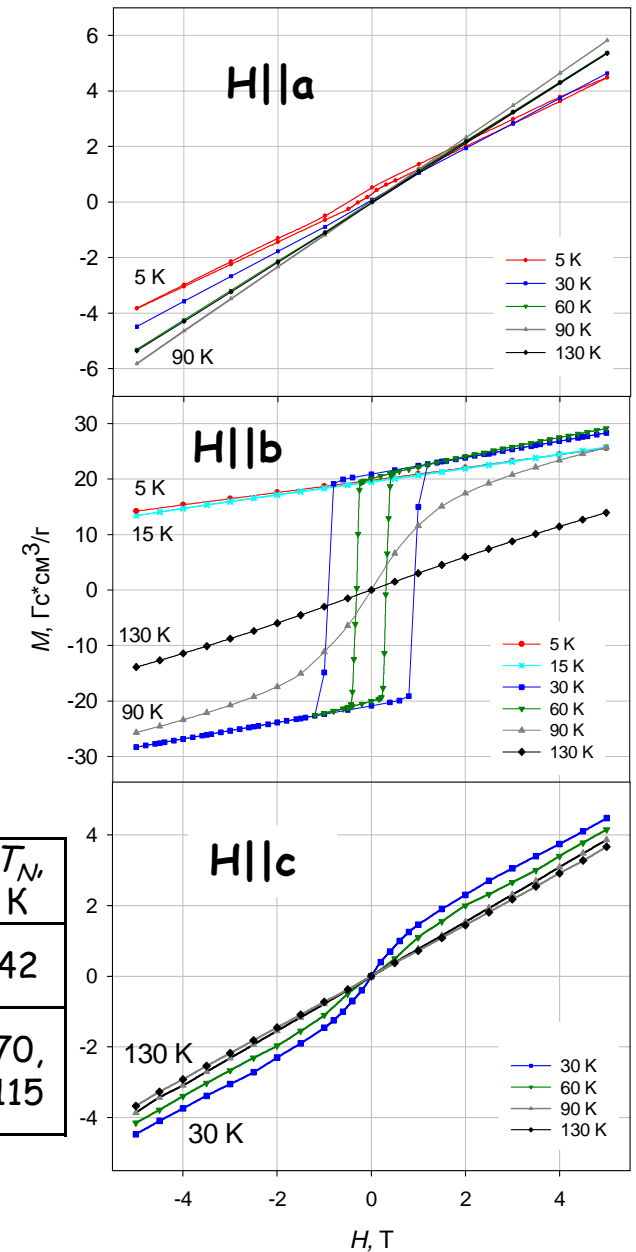 6
4
2
0
-2
-4
-6
H||a
5 K
90 K
5 K
30 K
60 K
90 K
130 K
30
20
10
0
-10
-20
-30
M, Гс*см³/г
H||b
5 K
15 K
130 K
90 K
5 K
15 K
30 K
60 K
90 K
130 K
4
2
0
-2
-4
H||c
130 K
30 K
30 K
60 K
90 K
130 K
-4 -2 0 2 4
H, T
T_N,
K
42
70,
115